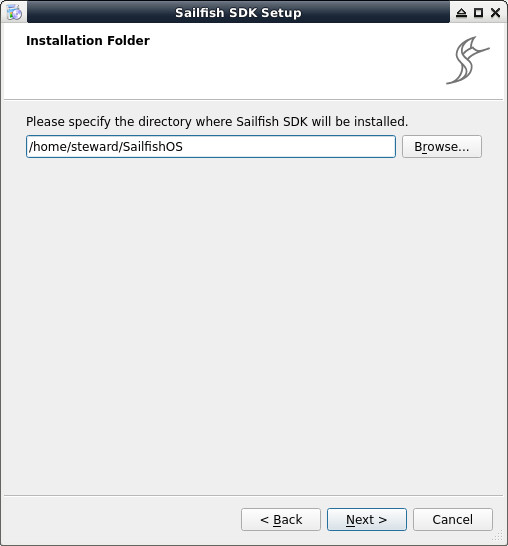 Sailfish SDK Setup
Installation Folder
Please specify the directory where Sailfish SDK will be installed.
/home/steward/SailfishOS
Browse...
< Back
Next >
Cancel